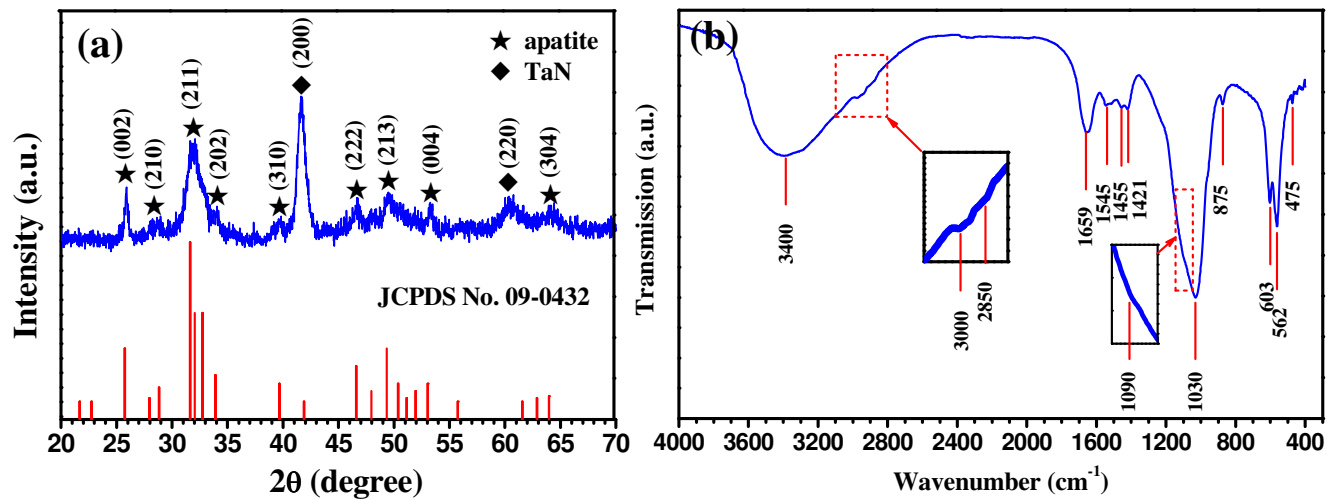 (a)
★ apatite
◆ TaN
(002)
(210)
(211)
(202)
(310)
(200)
(222)
(213)
(004)
(220)
(304)
JCPDS No. 09-0432
Intensity (a.u.)
20 25 30 35 40 45 50 55 60 65 70
2θ (degree)
(b)
Transmission (a.u.)
3400
3000
2850
1659
1545
1455
1421
1090
1030
875
603
562
475
4000 3600 3200 2800 2400 2000 1600 1200 800 400
Wavenumber (cm⁻¹)